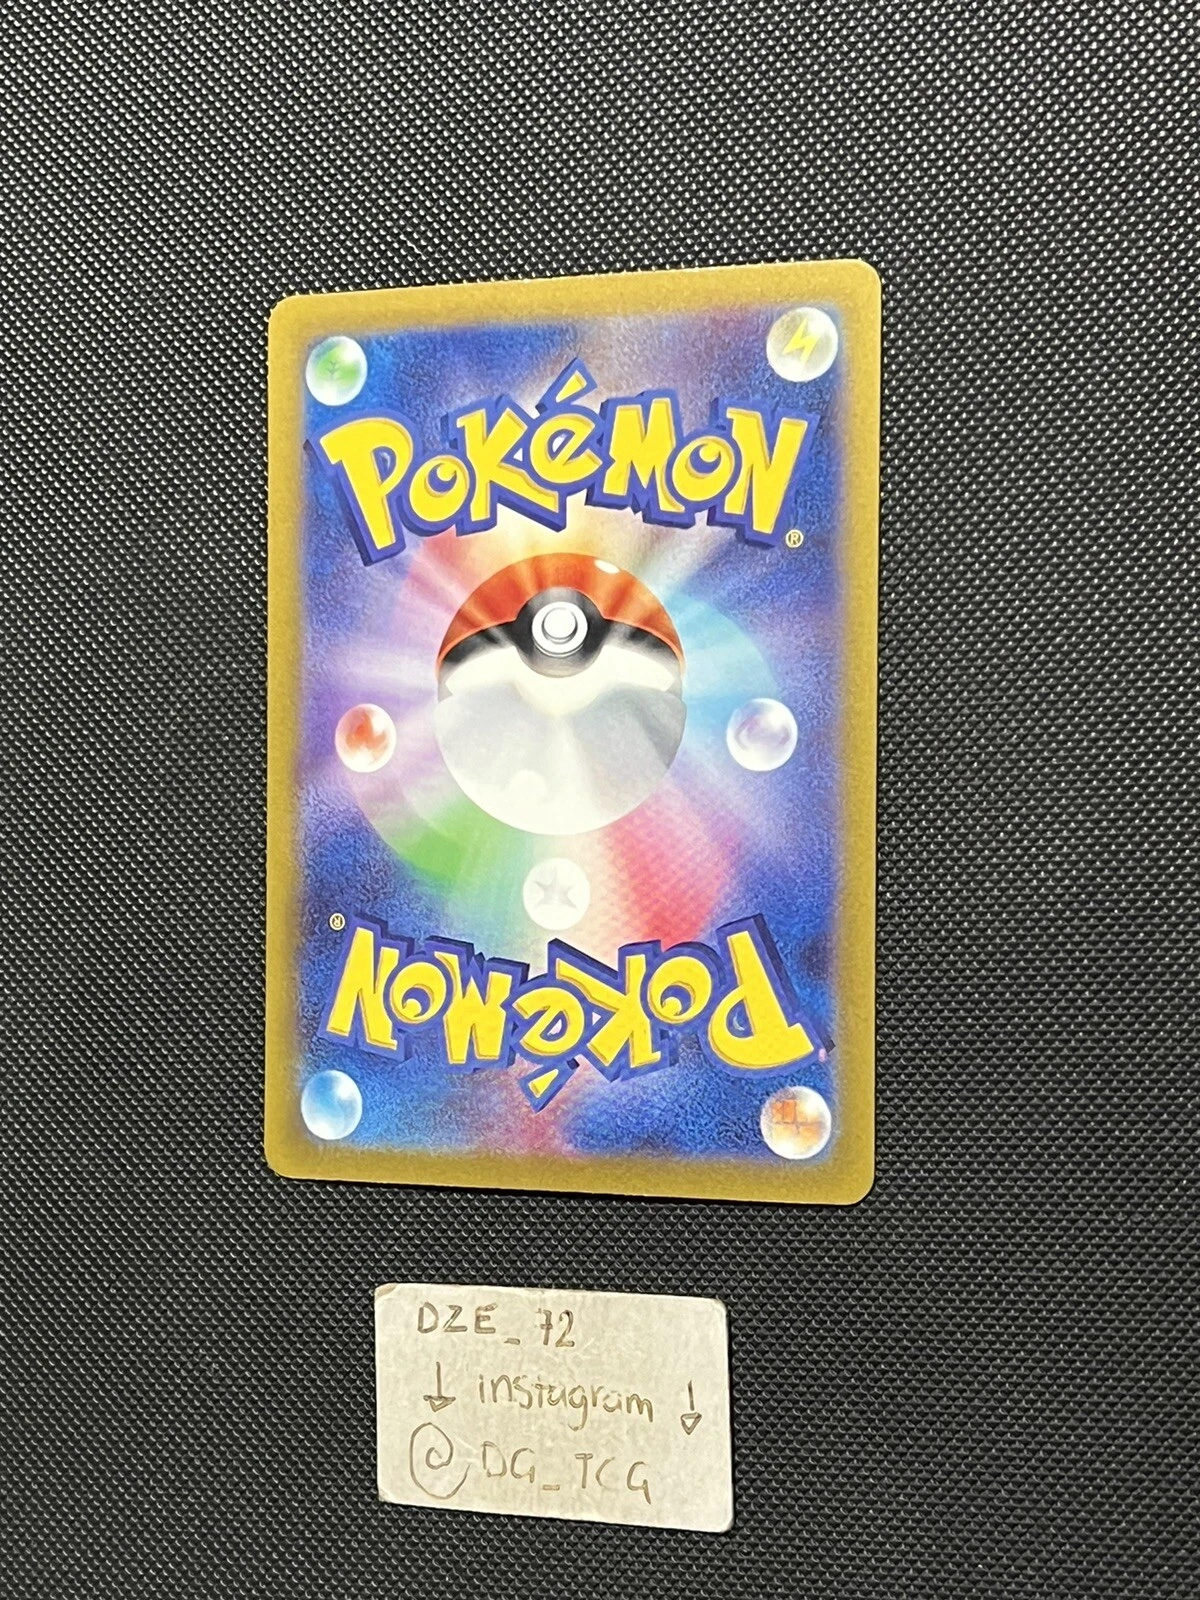 POKéMON
®
®
POKéMON
DZE_72
↓ instagram ↓
@DG_TCG